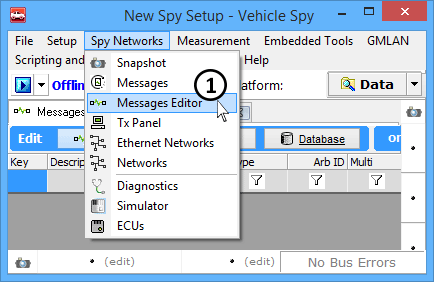 New Spy Setup - Vehicle Spy
File Setup Spy Networks Measurement Embedded Tools GMLAN
Scripting and Help
Snapshot
Messages
Messages Editor
Tx Panel
Ethernet Networks
Networks
Diagnostics
Simulator
ECUs
1
Offlin atform: Data
Messages
Edit Database on
Key Descrip ype Arb ID Multi
(edit) (edit) No Bus Errors